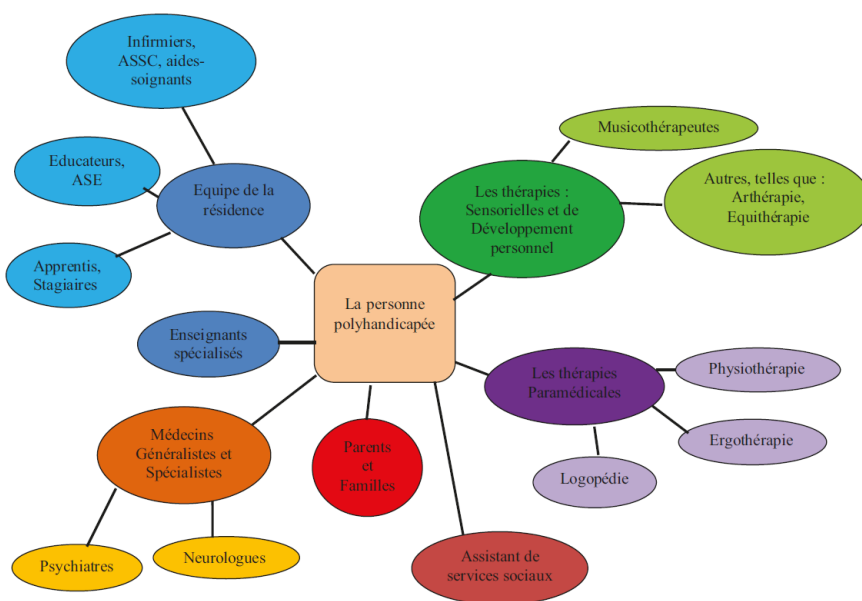 Infirmiers,
ASSC, aides-
soignants
Musicothérapeutes
Educateurs,
ASE
Autres, telles que :
Arthérapie,
Equithérapie
Equipe de la
résidence
Les thérapies :
Sensorielles et de
Développement
personnel
Apprentis,
Stagiaires
La personne
polyhandicapée
Enseignants
spécialisés
Les thérapies
Paramédicales
Physiothérapie
Médecins
Généralistes et
Spécialistes
Parents
et
Familles
Ergothérapie
Logopédie
Psychiatres
Neurologues
Assistant de
services sociaux